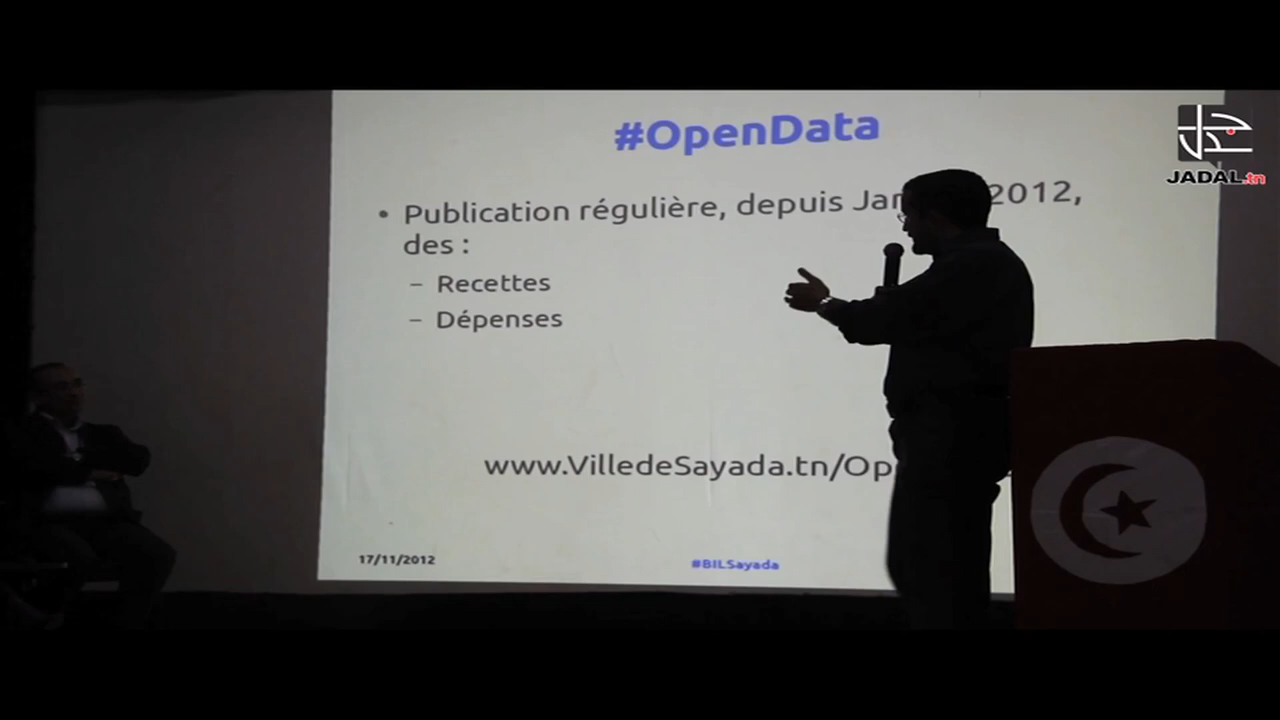 #OpenData
جدل
JADAL.tn
• Publication régulière, depuis Jan 2012,
des :
– Recettes
– Dépenses
www.VilledeSayada.tn/Op
17/11/2012
#BILSayada